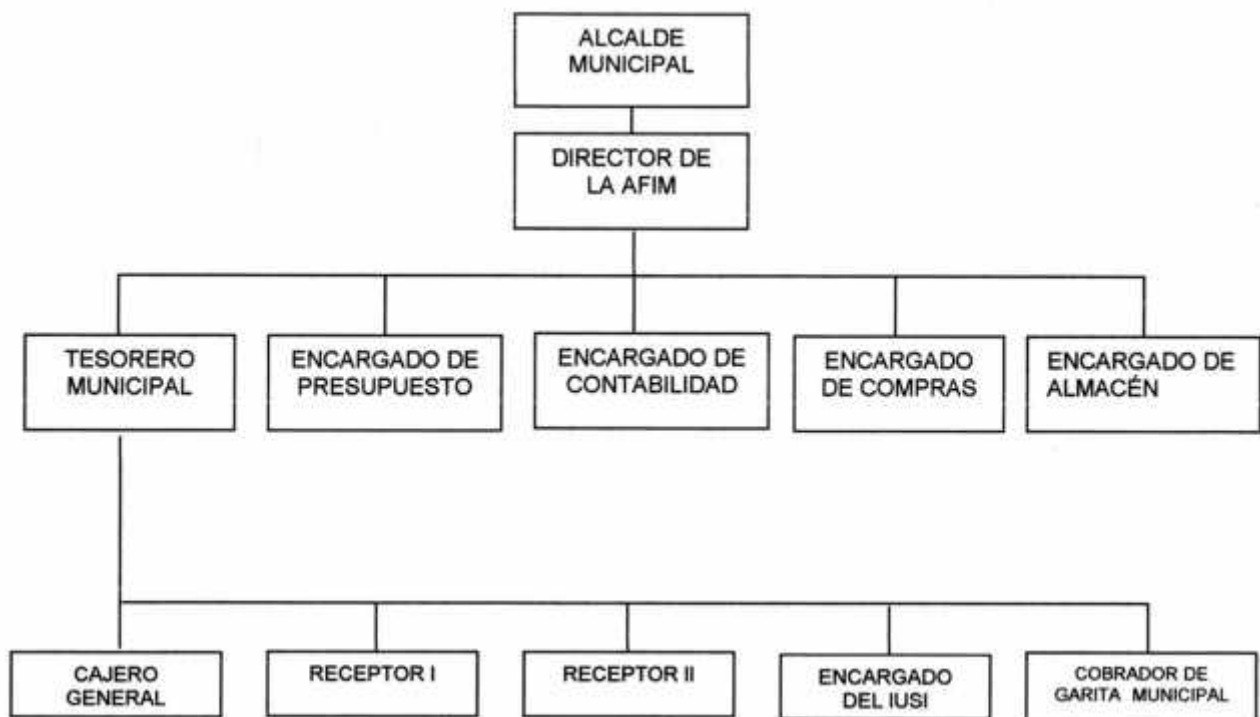 ALCALDE
MUNICIPAL
DIRECTOR DE
LA AFIM
TESORERO
MUNICIPAL
ENCARGADO DE
PRESUPUESTO
ENCARGADO DE
CONTABILIDAD
ENCARGADO
DE COMPRAS
ENCARGADO DE
ALMACÉN
CAJERO
GENERAL
RECEPTOR I
RECEPTOR II
ENCARGADO
DEL IUSI
COBRADOR DE
GARITA MUNICIPAL